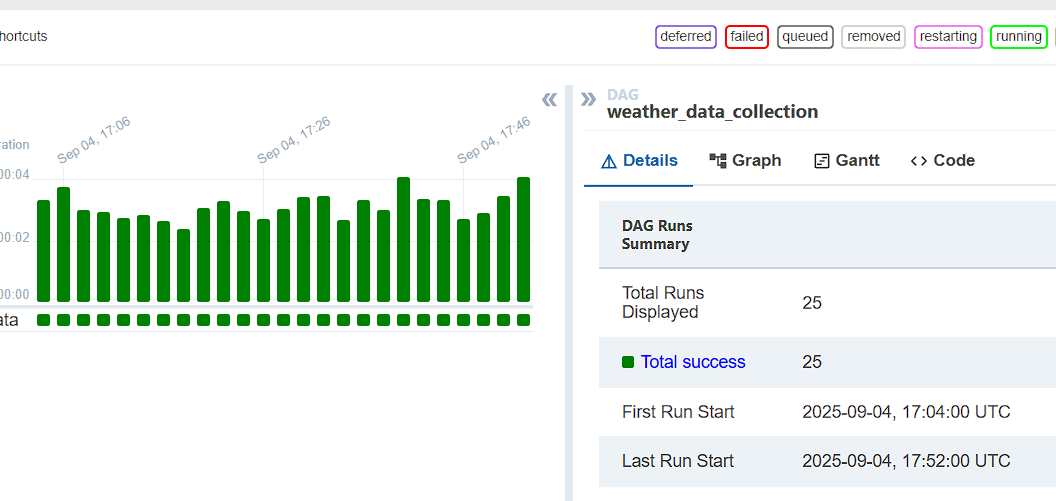 hortcuts
deferred failed queued removed restarting running
DAG
weather_data_collection
Details Graph Gantt Code
ration
Sep 04, 17:06 Sep 04, 17:26 Sep 04, 17:46
00:04
00:02
00:00
ata
DAG Runs
Summary
Total Runs
Displayed
25
Total success 25
First Run Start 2025-09-04, 17:04:00 UTC
Last Run Start 2025-09-04, 17:52:00 UTC